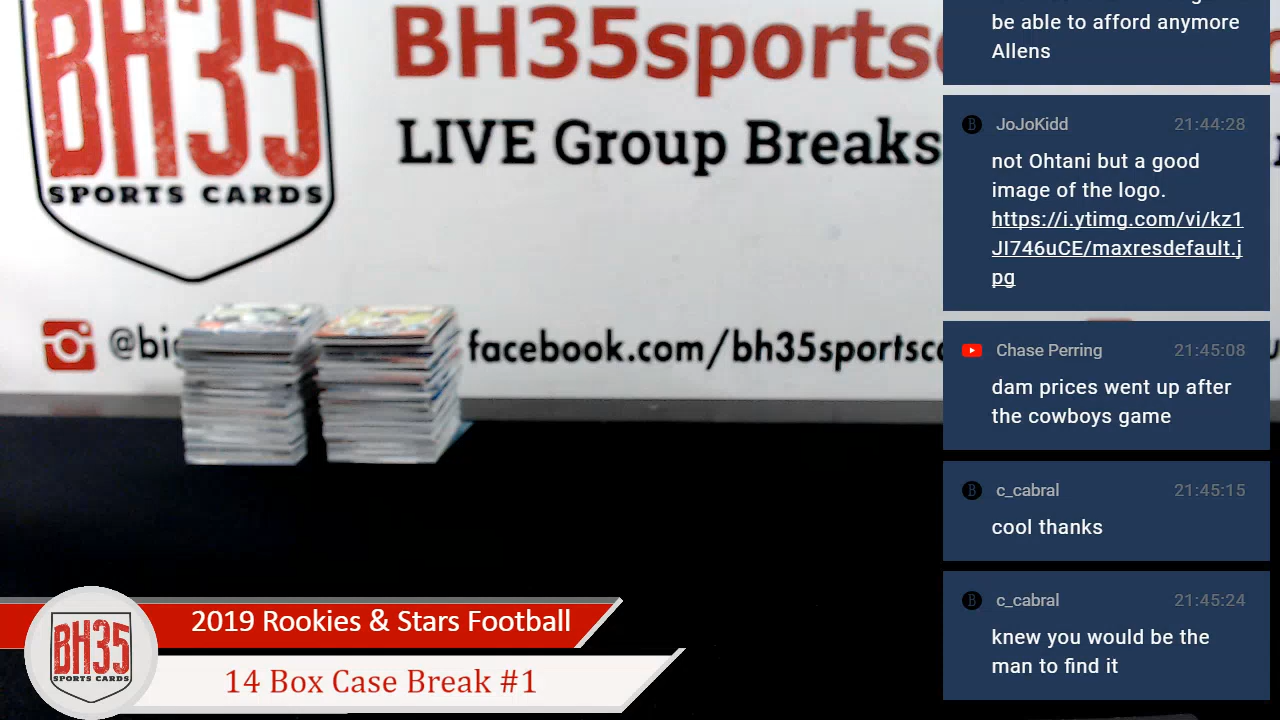 BH35
SPORTS CARDS
BH35sports
LIVE Group Breaks
facebook.com/bh35sportsc
be able to afford anymore
Allens
JoJoKidd 21:44:28
not Ohtani but a good
image of the logo.
https://i.ytimg.com/vi/kz1
JI746uCE/maxresdefault.j
pg
Chase Perring 21:45:08
dam prices went up after
the cowboys game
c_cabral 21:45:15
cool thanks
c_cabral 21:45:24
knew you would be the
man to find it
BH35
SPORTS CARDS
2019 Rookies & Stars Football
14 Box Case Break #1